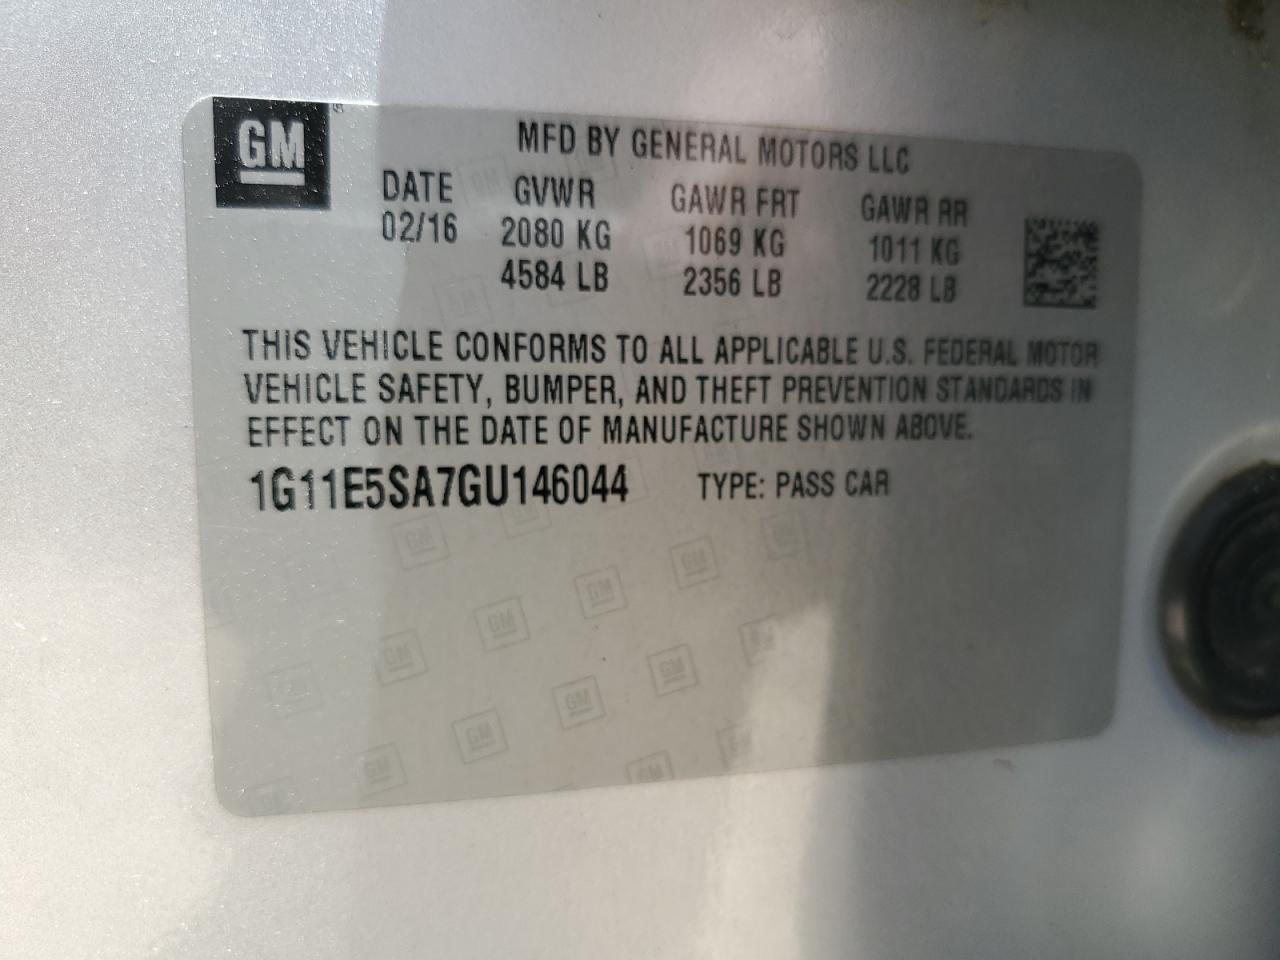 GM ®
MFD BY GENERAL MOTORS LLC
DATE GVWR GAWR FRT GAWR RR
02/16 2080 KG 1069 KG 1011 KG
4584 LB 2356 LB 2228 LB
THIS VEHICLE CONFORMS TO ALL APPLICABLE U.S. FEDERAL MOTOR
VEHICLE SAFETY, BUMPER, AND THEFT PREVENTION STANDARDS IN
EFFECT ON THE DATE OF MANUFACTURE SHOWN ABOVE.
1G11E5SA7GU146044 TYPE: PASS CAR